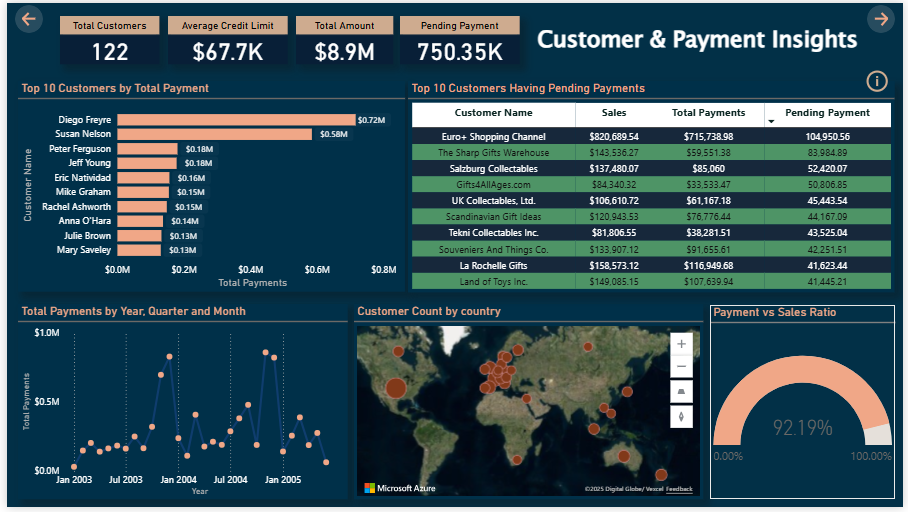 Total Customers
122
Average Credit Limit
$67.7K
Total Amount
$8.9M
Pending Payment
750.35K
Customer & Payment Insights
Top 10 Customers by Total Payment
Customer Name
Diego Freyre $0.72M
Susan Nelson $0.58M
Peter Ferguson $0.18M
Jeff Young $0.18M
Eric Natividad $0.16M
Mike Graham $0.15M
Rachel Ashworth $0.15M
Anna O'Hara $0.14M
Julie Brown $0.13M
Mary Saveley $0.13M
$0.0M $0.2M $0.4M $0.6M $0.8M
Total Payments
Top 10 Customers Having Pending Payments
Customer Name Sales Total Payments Pending Payment
Euro+ Shopping Channel $820,689.54 $715,738.98 104,950.56
The Sharp Gifts Warehouse $143,536.27 $59,551.38 83,984.89
Salzburg Collectables $137,480.07 $85,060 52,420.07
Gifts4AllAges.com $84,340.32 $33,533.47 50,806.85
UK Collectables, Ltd. $106,610.72 $61,167.18 45,443.54
Scandinavian Gift Ideas $120,943.53 $76,776.44 44,167.09
Tekni Collectables Inc. $81,806.55 $38,281.51 43,525.04
Souveniers And Things Co. $133,907.12 $91,655.61 42,251.51
La Rochelle Gifts $158,573.12 $116,949.68 41,623.44
Land of Toys Inc. $149,085.15 $107,639.94 41,445.21
Total Payments by Year, Quarter and Month
Total Payments
$1.0M
$0.5M
$0.0M
Jan 2003 Jul 2003 Jan 2004 Jul 2004 Jan 2005
Year
Customer Count by country
Microsoft Azure
©2025 Digital Globe/ Vexcel Feedback
Payment vs Sales Ratio
92.19%
0.00% 100.00%